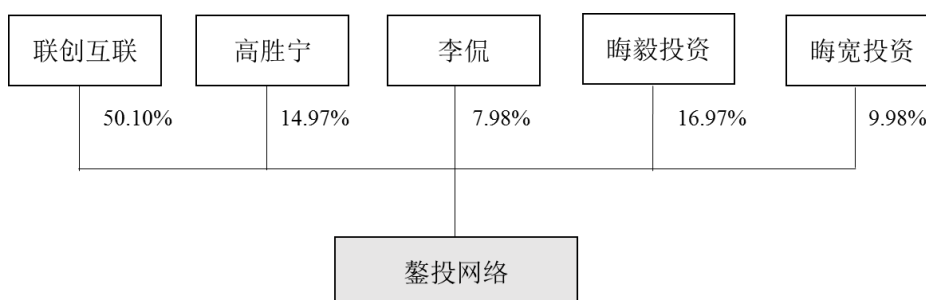 联创互联
高胜宁
李侃
晦毅投资
晦宽投资
50.10%
14.97%
7.98%
16.97%
9.98%
鏊投网络